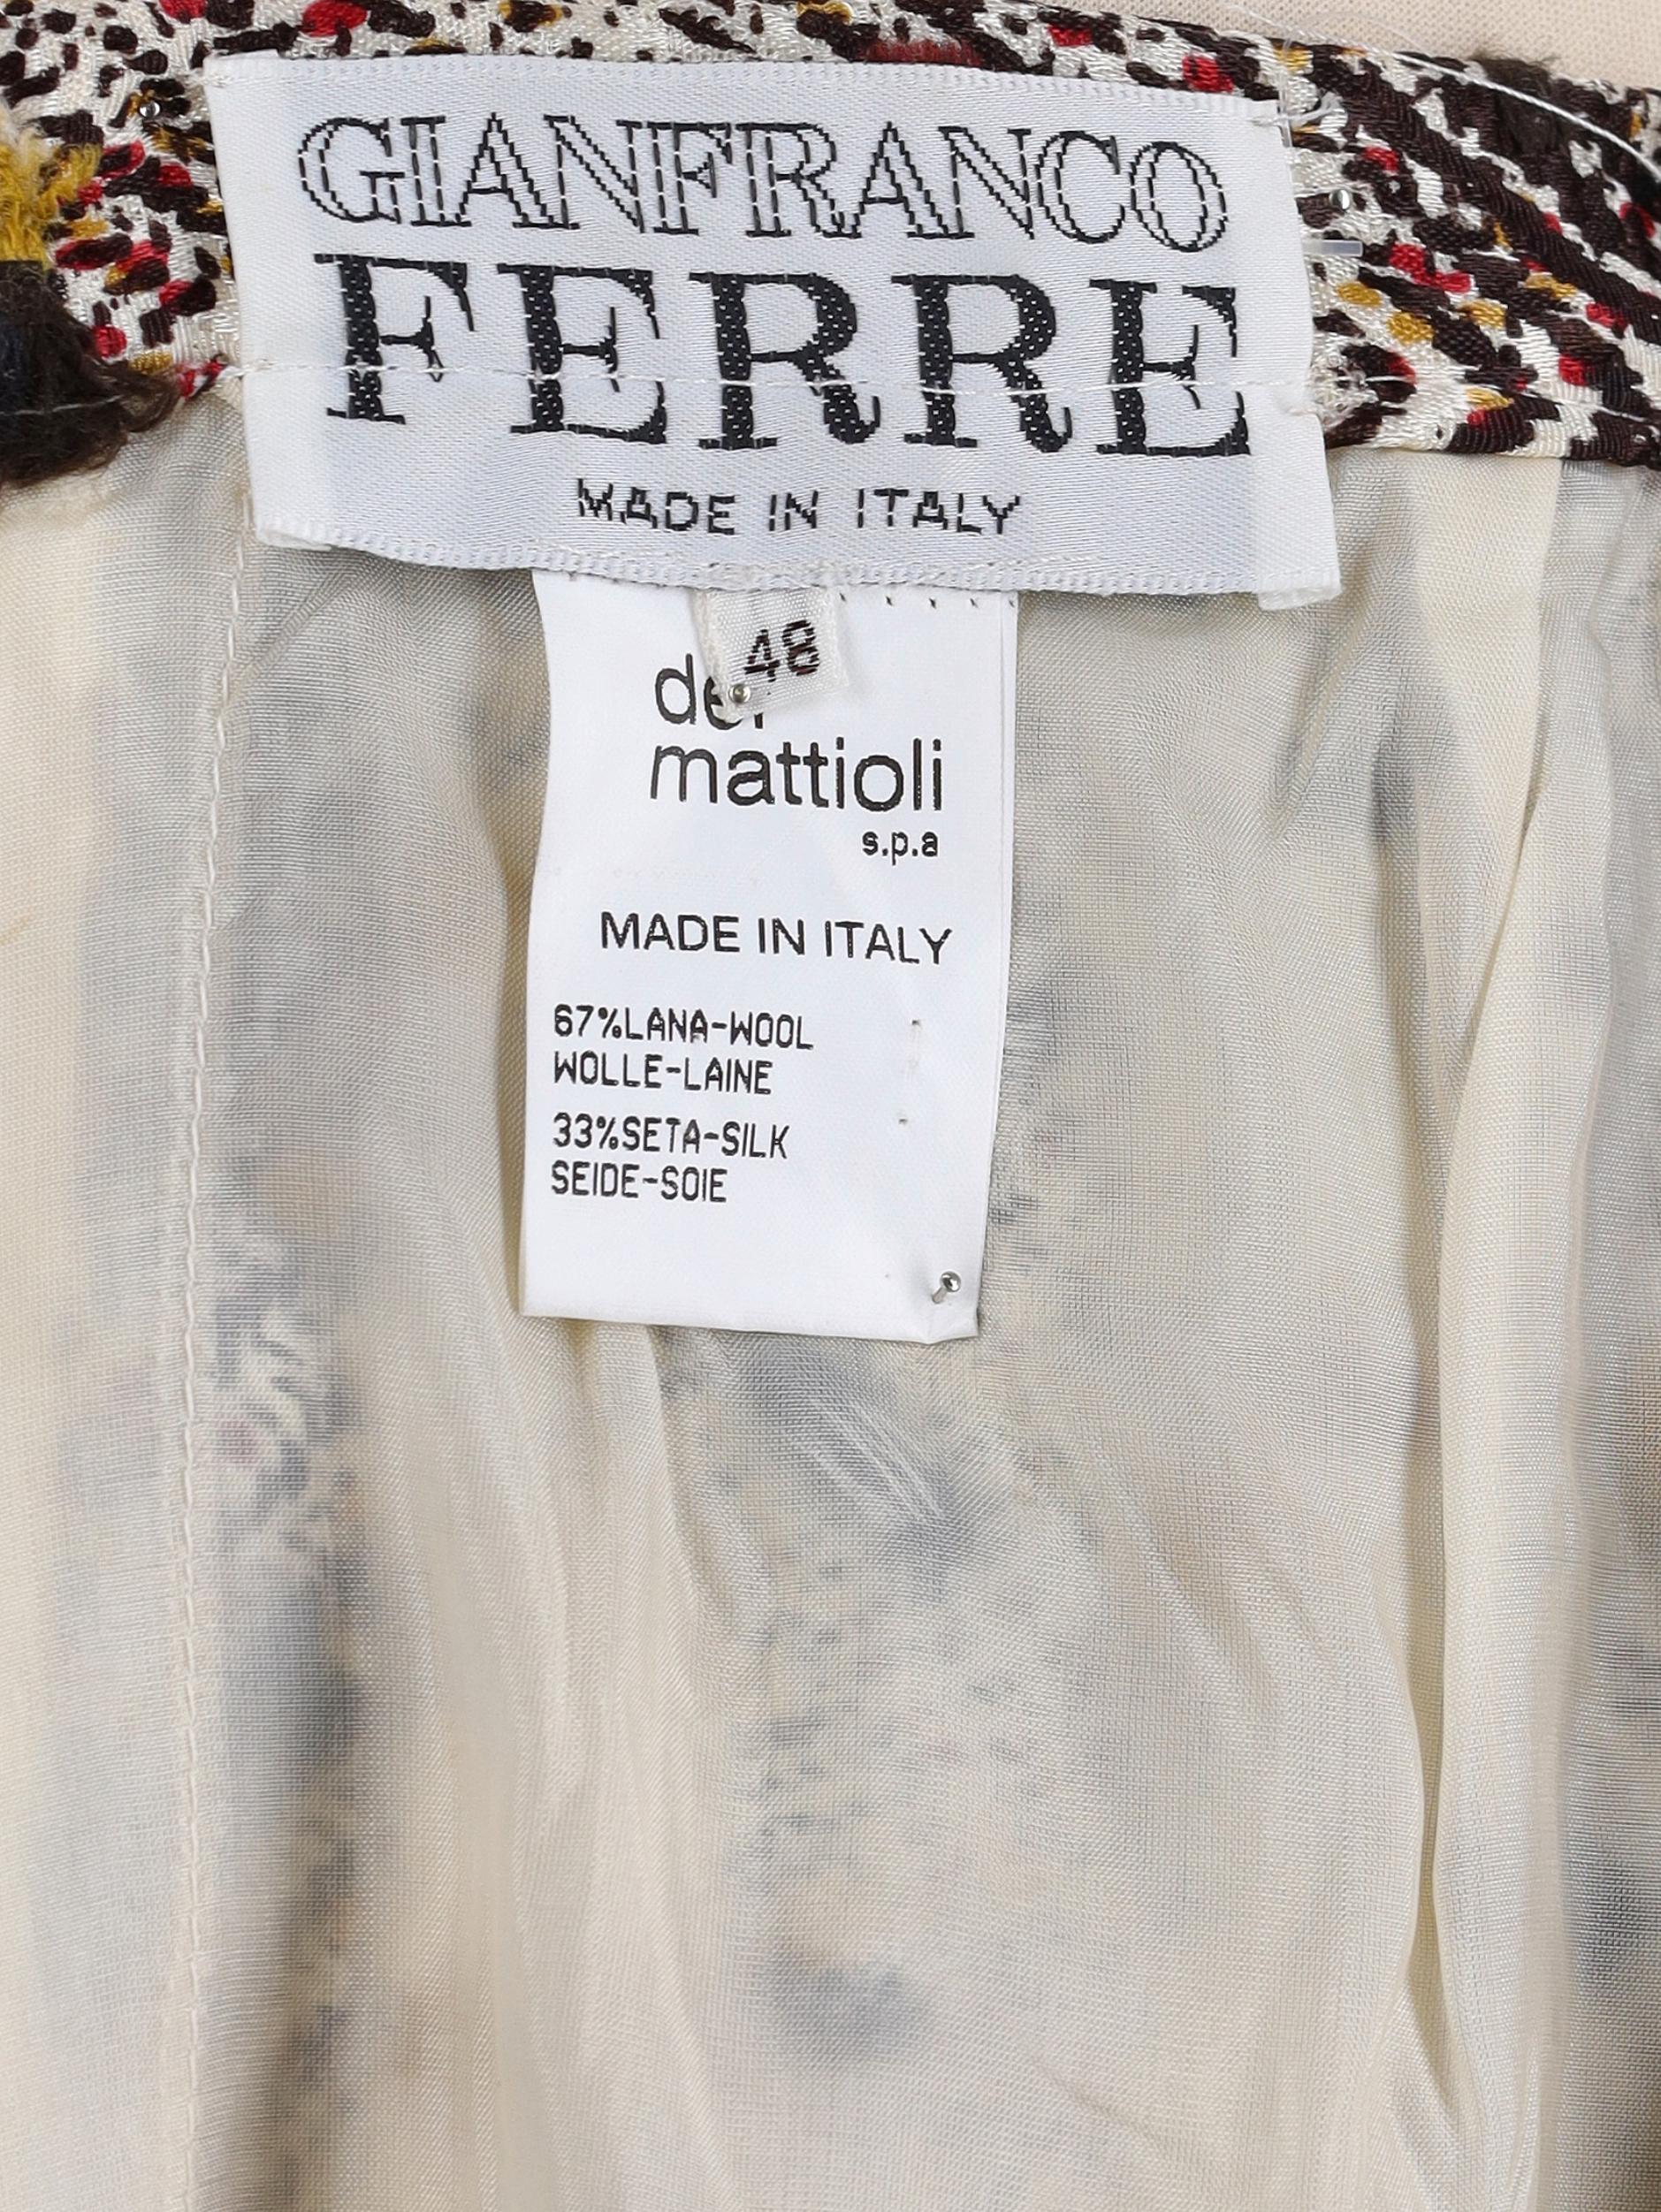 GIANFRANCO
FERRE
MADE IN ITALY
48
mattioli
s.p.a
MADE IN ITALY
67%LANA-WOOL
WOLLE-LAINE
33%SETA-SILK
SEIDE-SOIE